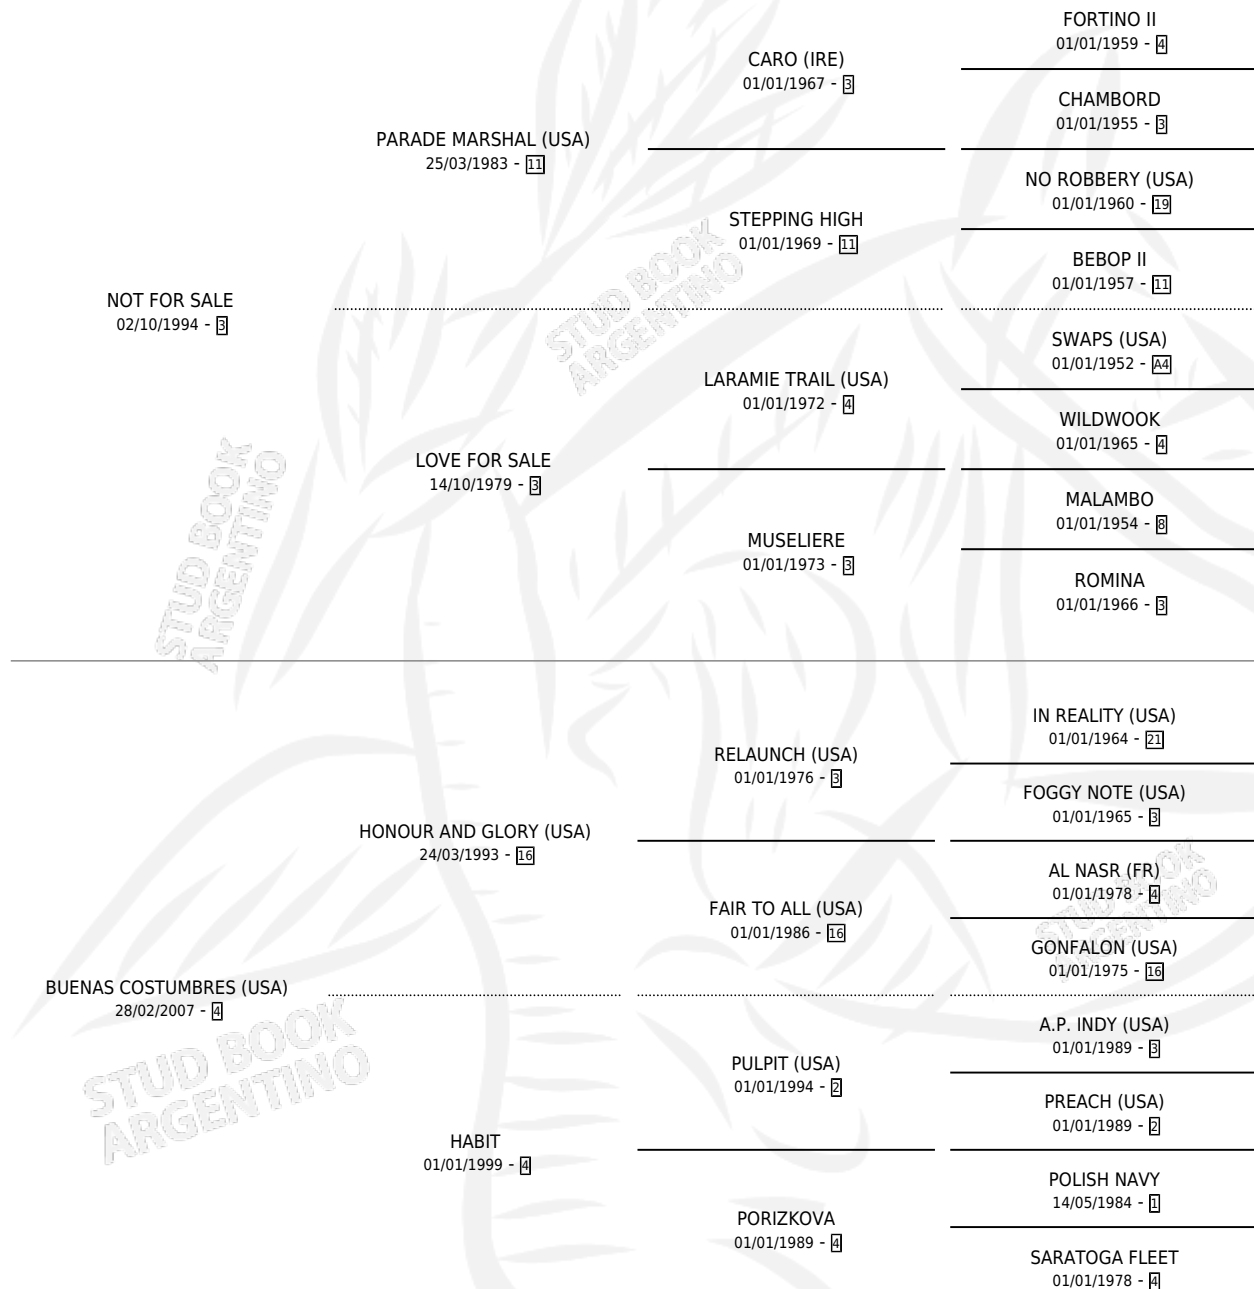 FORTINO II
01/01/1959 - 4
CARO (IRE)
01/01/1967 - 3
CHAMBORD
01/01/1955 - 3
PARADE MARSHAL (USA)
25/03/1983 - 11
NO ROBBERY (USA)
01/01/1960 - 19
STEPPING HIGH
01/01/1969 - 11
BEBOP II
01/01/1957 - 11
NOT FOR SALE
02/10/1994 - 3
SWAPS (USA)
01/01/1952 - A4
LARAMIE TRAIL (USA)
01/01/1972 - 4
WILDWOOK
01/01/1965 - 4
LOVE FOR SALE
14/10/1979 - 3
MALAMBO
01/01/1954 - 8
MUSELIERE
01/01/1973 - 3
ROMINA
01/01/1966 - 3
IN REALITY (USA)
01/01/1964 - 21
RELAUNCH (USA)
01/01/1976 - 3
FOGGY NOTE (USA)
01/01/1965 - 3
HONOUR AND GLORY (USA)
24/03/1993 - 16
AL NASR (FR)
01/01/1978 - 4
FAIR TO ALL (USA)
01/01/1986 - 16
GONFALON (USA)
01/01/1975 - 16
BUENAS COSTUMBRES (USA)
28/02/2007 - 4
A.P. INDY (USA)
01/01/1989 - 3
PULPIT (USA)
01/01/1994 - 2
PREACH (USA)
01/01/1989 - 2
HABIT
01/01/1999 - 4
POLISH NAVY
14/05/1984 - 1
PORIZKOVA
01/01/1989 - 4
SARATOGA FLEET
01/01/1978 - 4
STUD BOOK
ARGENTINO
STUD BOOK
ARGENTINO
STUD BOOK
ARGENTINO
STUD BOOK
ARGENTINO